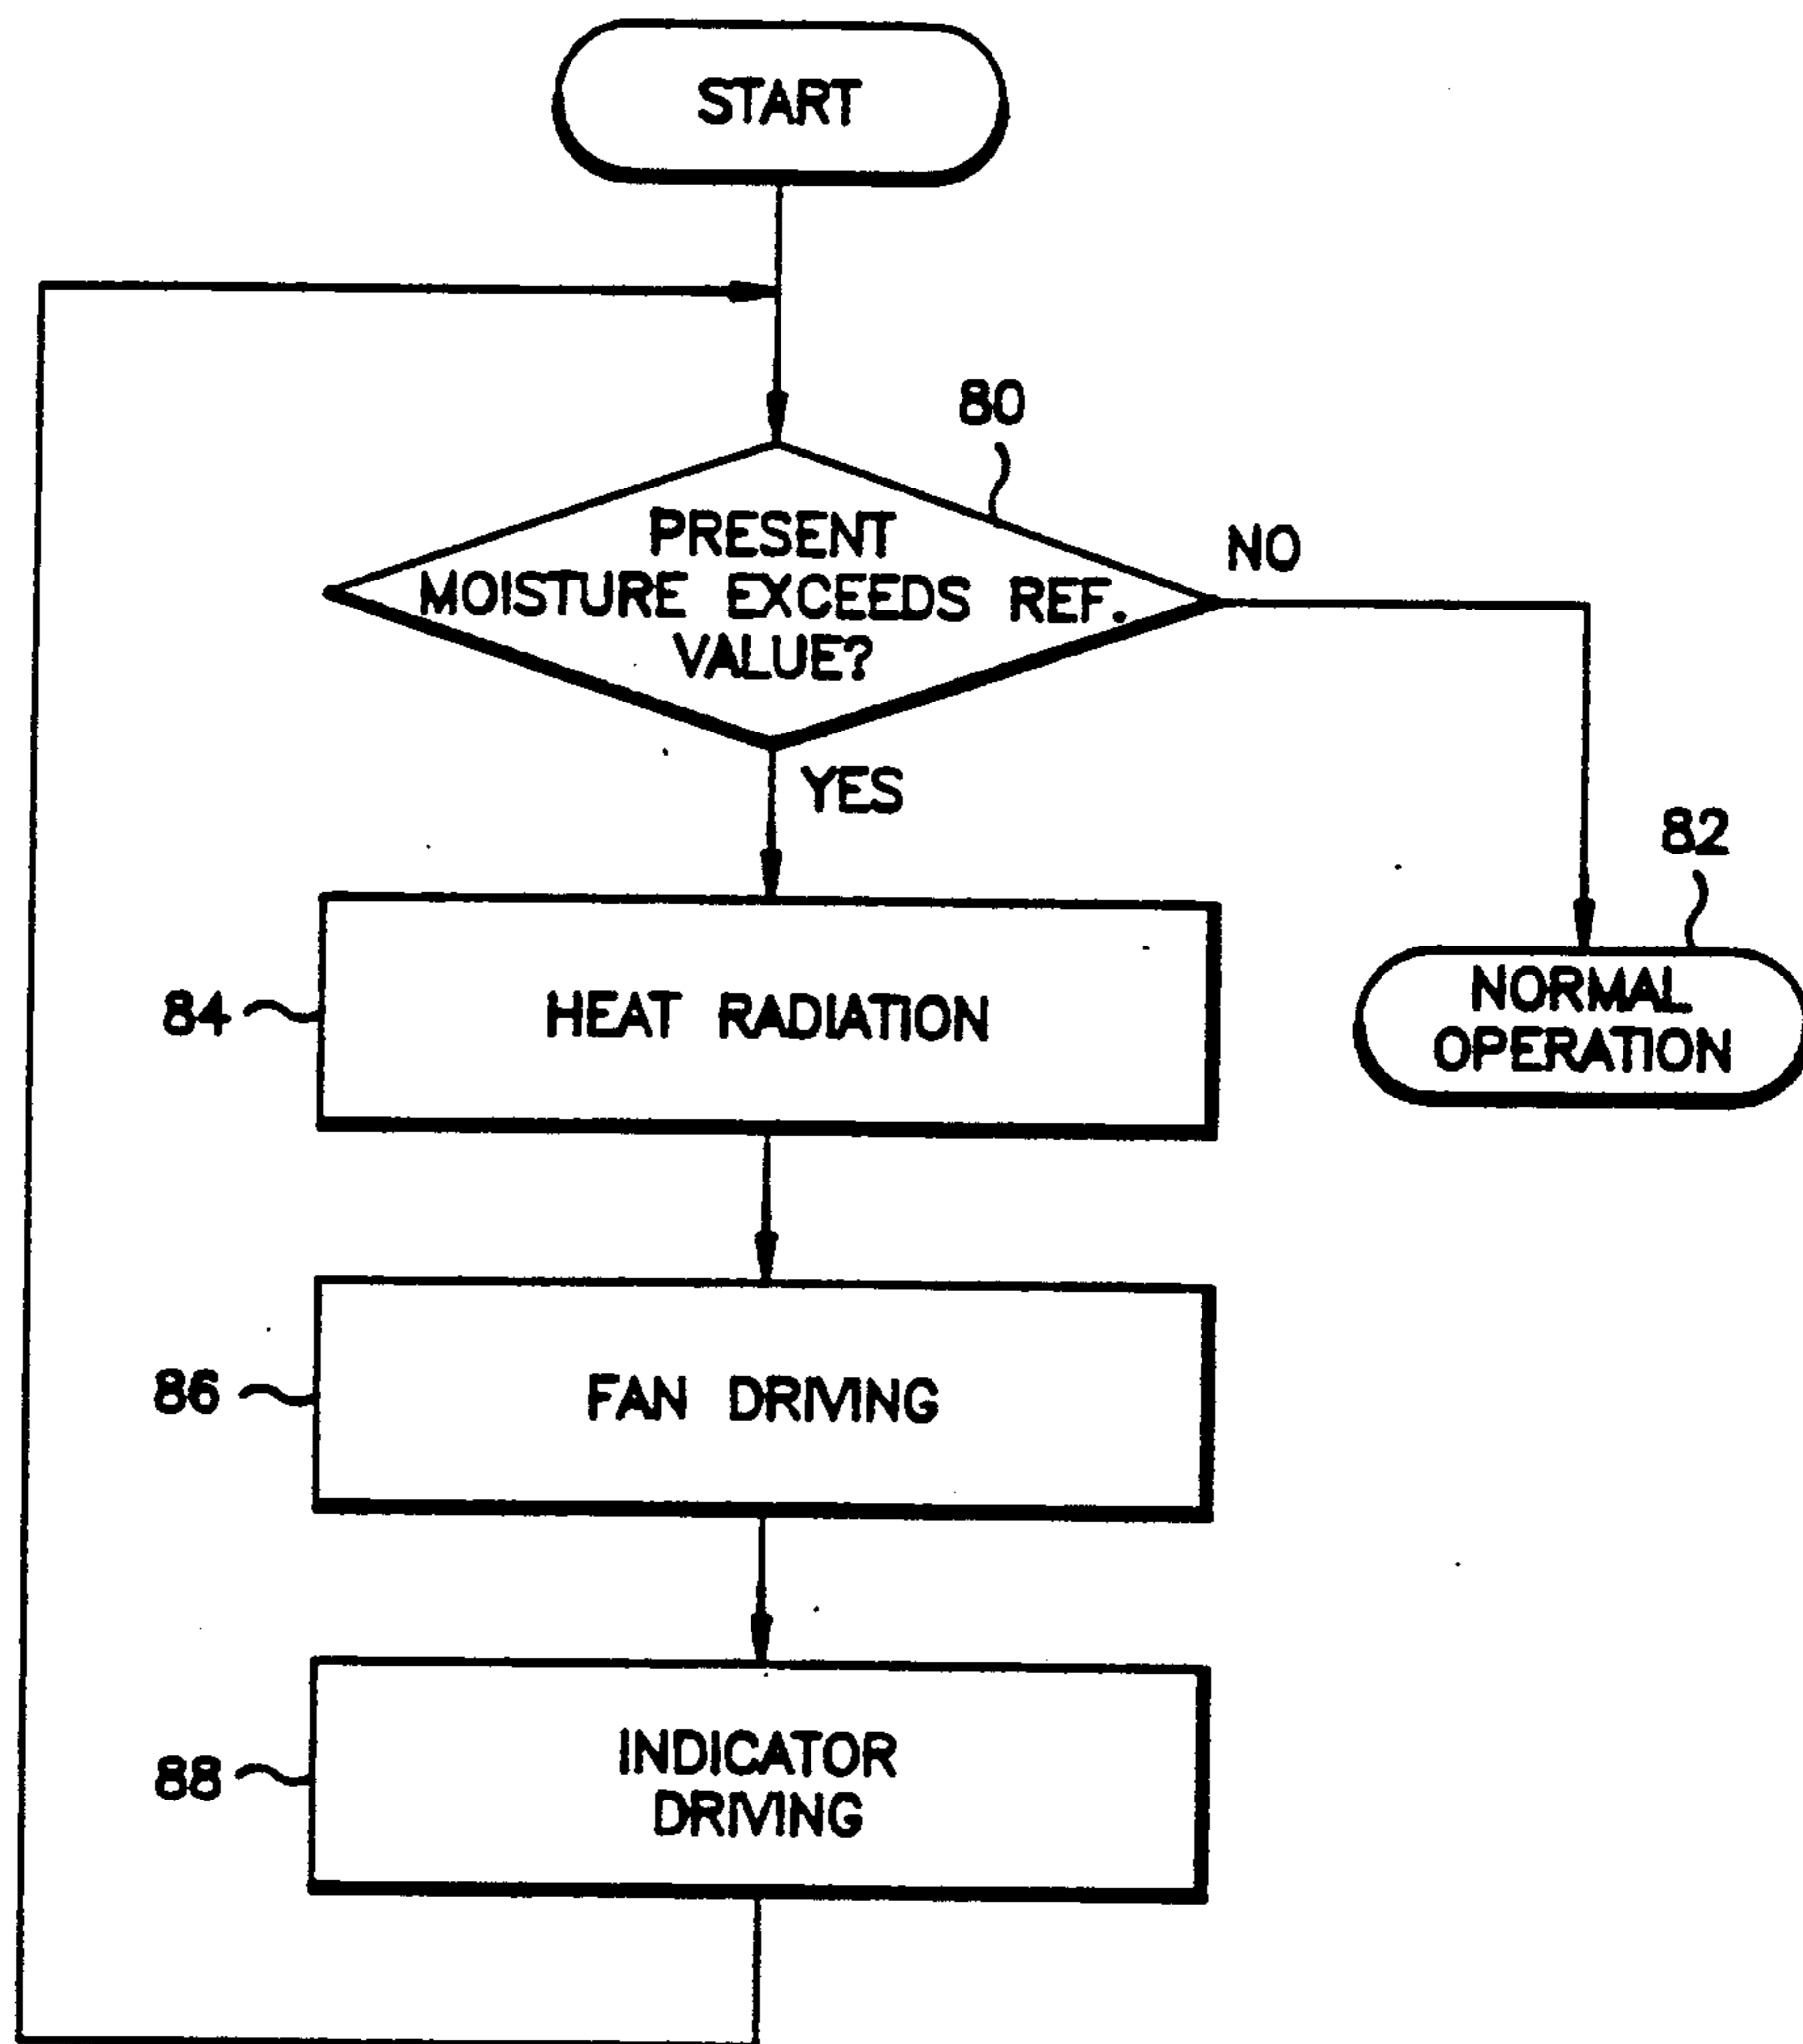 START
80
PRESENT
MOISTURE EXCEEDS REF.
VALUE?
NO
YES
82
NORMAL
OPERATION
84
HEAT RADIATION
86
FAN DRIVING
88
INDICATOR
DRIVING